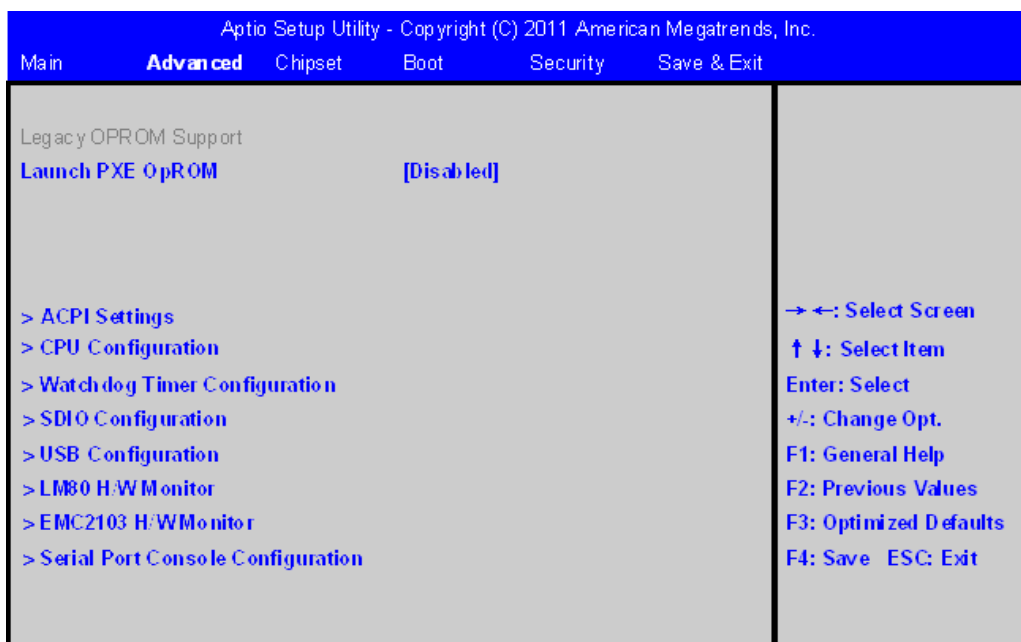 Aptio Setup Utility - Copyright (C) 2011 American Megatrends, Inc.
Main Advanced Chipset Boot Security Save & Exit
Legacy OPROM Support
Launch PXE OpROM [Disabled]
> ACPI Settings
> CPU Configuration
> Watchdog Timer Configuration
> SDIO Configuration
> USB Configuration
> LM80 H/W Monitor
> EMC2103 H/W Monitor
> Serial Port Console Configuration
→ ←: Select Screen
↑ ↓: Select Item
Enter: Select
+/-: Change Opt.
F1: General Help
F2: Previous Values
F3: Optimized Defaults
F4: Save ESC: Exit